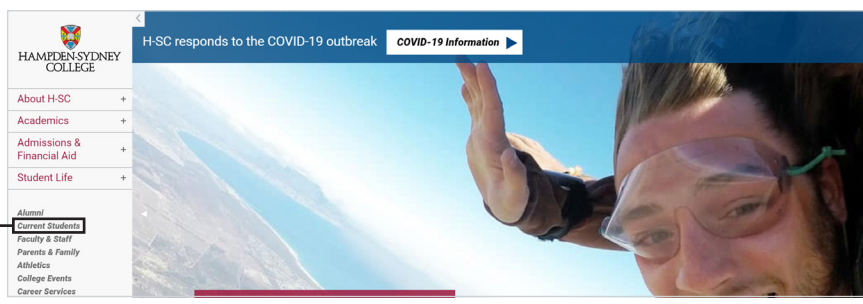 HAMPDEN-SYDNEY
COLLEGE
About H-SC +
Academics +
Admissions &
Financial Aid +
Student Life +
Alumni
Current Students
Faculty & Staff
Parents & Family
Athletics
College Events
Career Services
H-SC responds to the COVID-19 outbreak COVID-19 Information